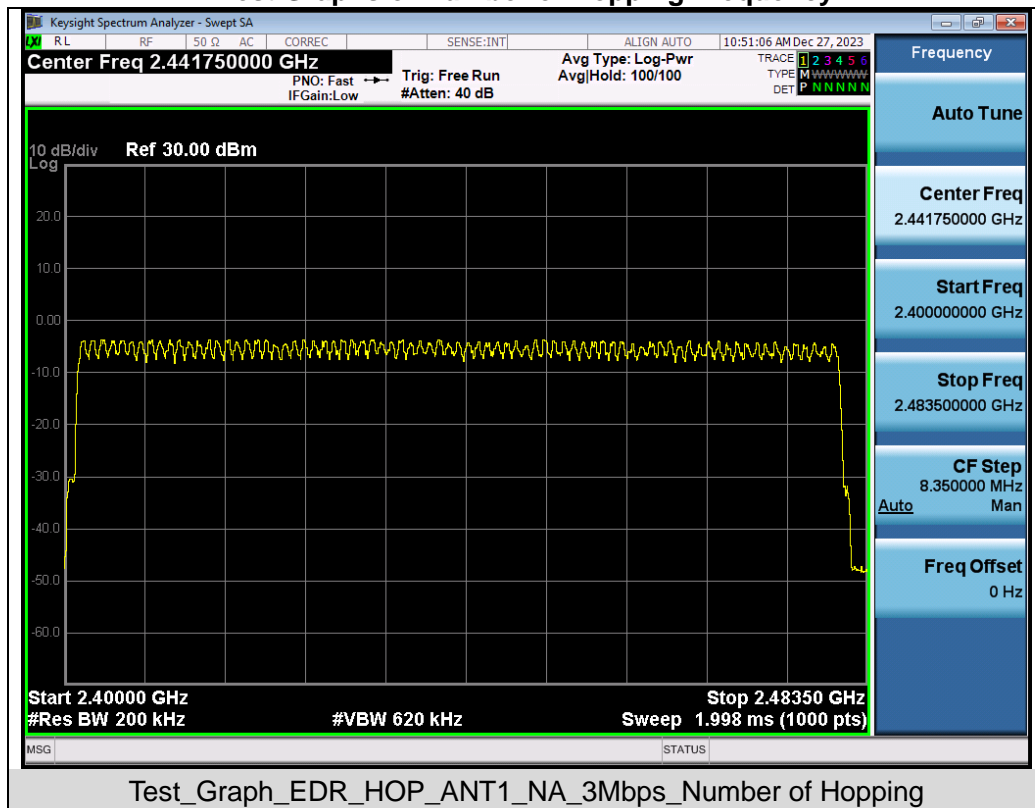 Keysight Spectrum Analyzer - Swept SA
RL RF 50 Ω AC CORREC SENSE:INT ALIGN AUTO 10:51:06 AM Dec 27, 2023
Center Freq 2.441750000 GHz
Avg Type: Log-Pwr
TRACE 1 2 3 4 5 6
PNO: Fast
Trig: Free Run
Avg|Hold: 100/100
TYPE M WWWWW
IFGain:Low
#Atten: 40 dB
DET P N N N N N
10 dB/div
Log
Ref 30.00 dBm
20.0
10.0
0.00
-10.0
-20.0
-30.0
-40.0
-50.0
-60.0
Start 2.40000 GHz
Stop 2.48350 GHz
#Res BW 200 kHz
#VBW 620 kHz
Sweep 1.998 ms (1000 pts)
MSG
STATUS
Frequency
Auto Tune
Center Freq
2.441750000 GHz
Start Freq
2.400000000 GHz
Stop Freq
2.483500000 GHz
CF Step
8.350000 MHz
Auto Man
Freq Offset
0 Hz
Test_Graph_EDR_HOP_ANT1_NA_3Mbps_Number of Hopping